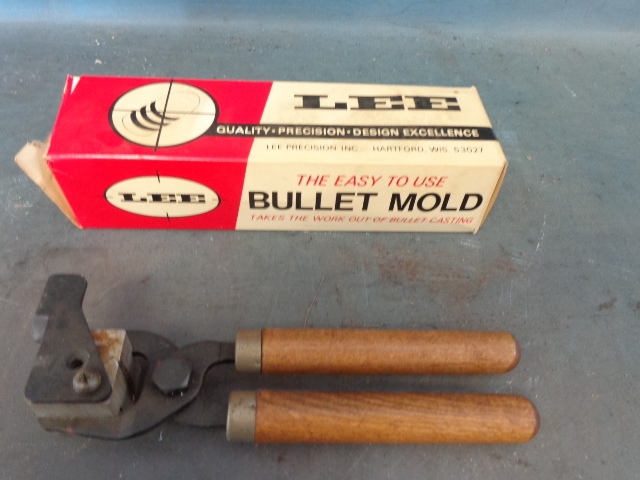 LEE
QUALITY • PRECISION • DESIGN EXCELLENCE
LEE PRECISION INC. HARTFORD, WIS. 53027
LEE
THE EASY TO USE
BULLET MOLD
TAKES THE WORK OUT OF BULLET CASTING